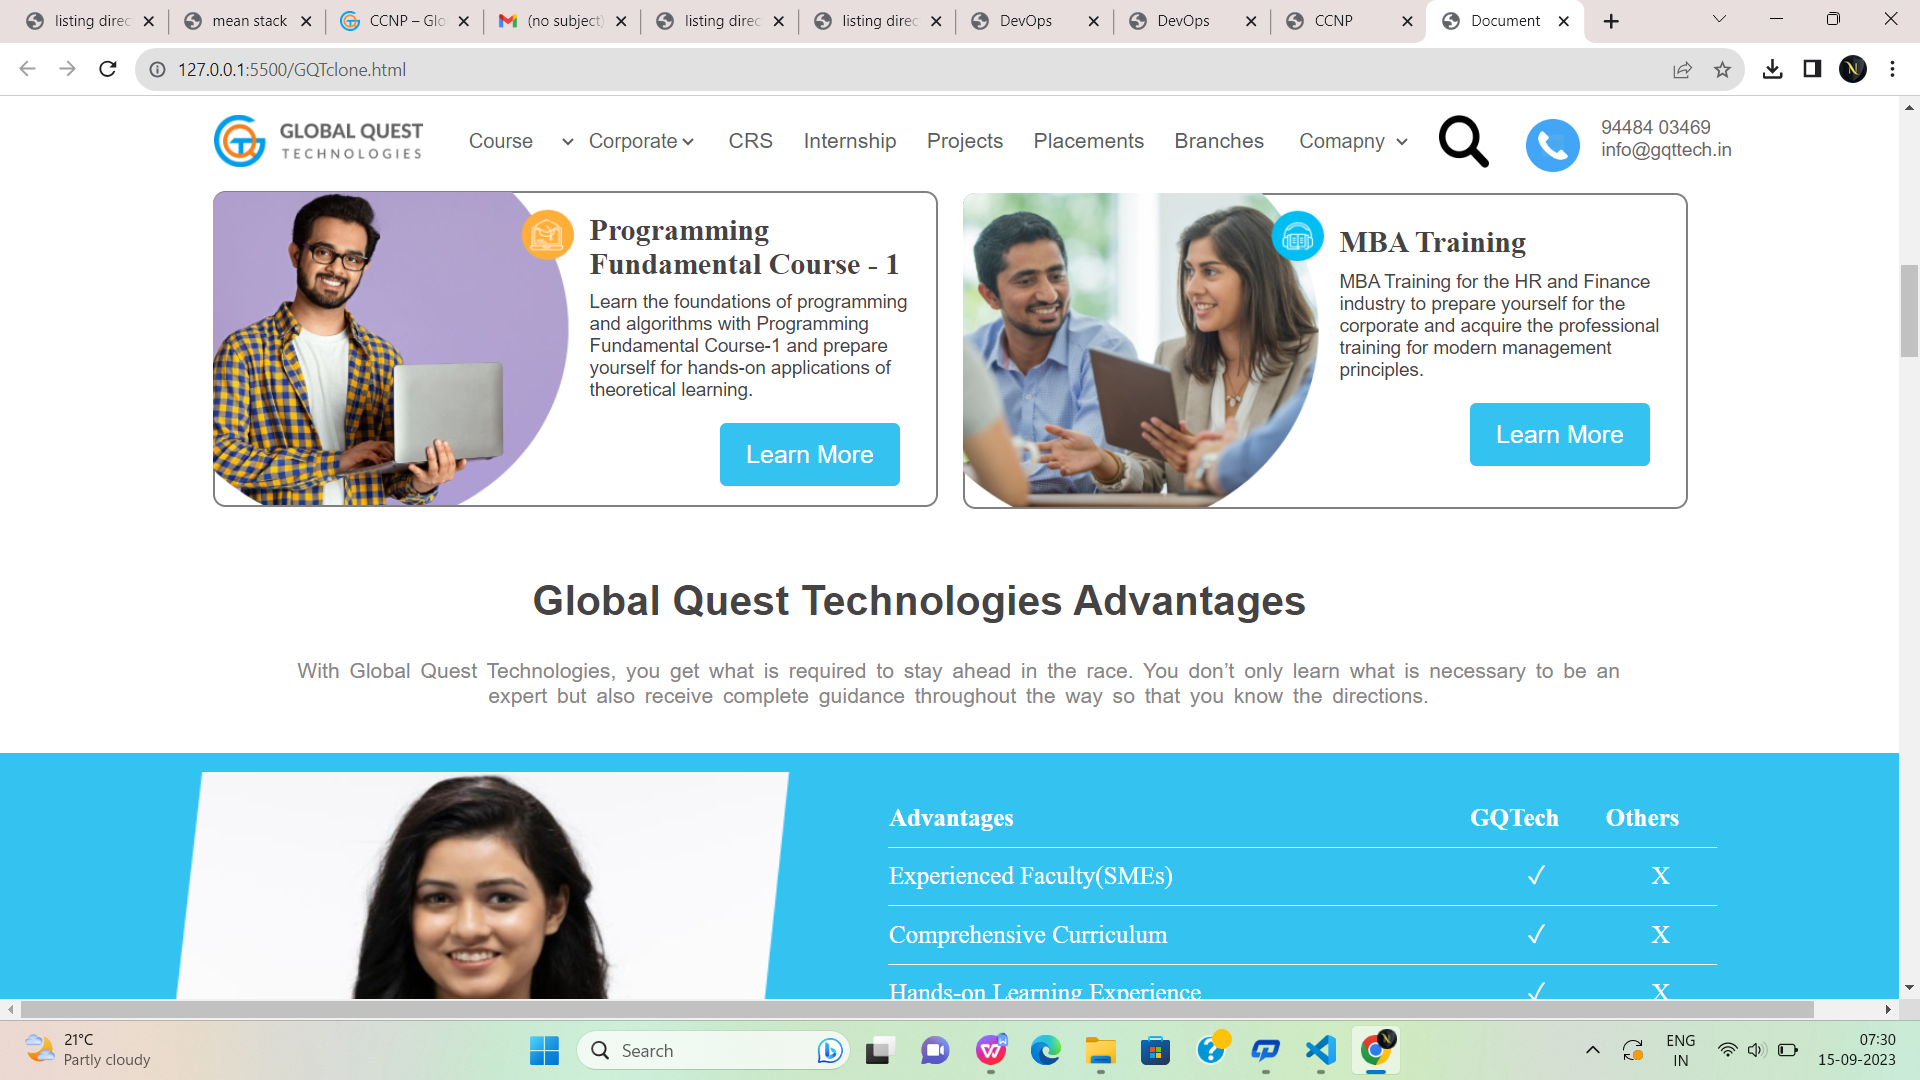 listing direc
mean stack
CCNP – Glo
(no subject)
listing direc
listing direc
DevOps
DevOps
CCNP
Document
127.0.0.1:5500/GQTclone.html
GLOBAL QUEST
TECHNOLOGIES
Course
Corporate
CRS
Internship
Projects
Placements
Branches
Comapny
94484 03469
info@gqttech.in
Programming
Fundamental Course - 1
Learn the foundations of programming
and algorithms with Programming
Fundamental Course-1 and prepare
yourself for hands-on applications of
theoretical learning.
Learn More
MBA Training
MBA Training for the HR and Finance
industry to prepare yourself for the
corporate and acquire the professional
training for modern management
principles.
Learn More
Global Quest Technologies Advantages
With Global Quest Technologies, you get what is required to stay ahead in the race. You don’t only learn what is necessary to be an
expert but also receive complete guidance throughout the way so that you know the directions.
Advantages GQTech Others
Experienced Faculty(SMEs) ✓ X
Comprehensive Curriculum ✓ X
Hands-on Learning Experience ✓ X
21°C
Partly cloudy
Search
ENG
IN
07:30
15-09-2023